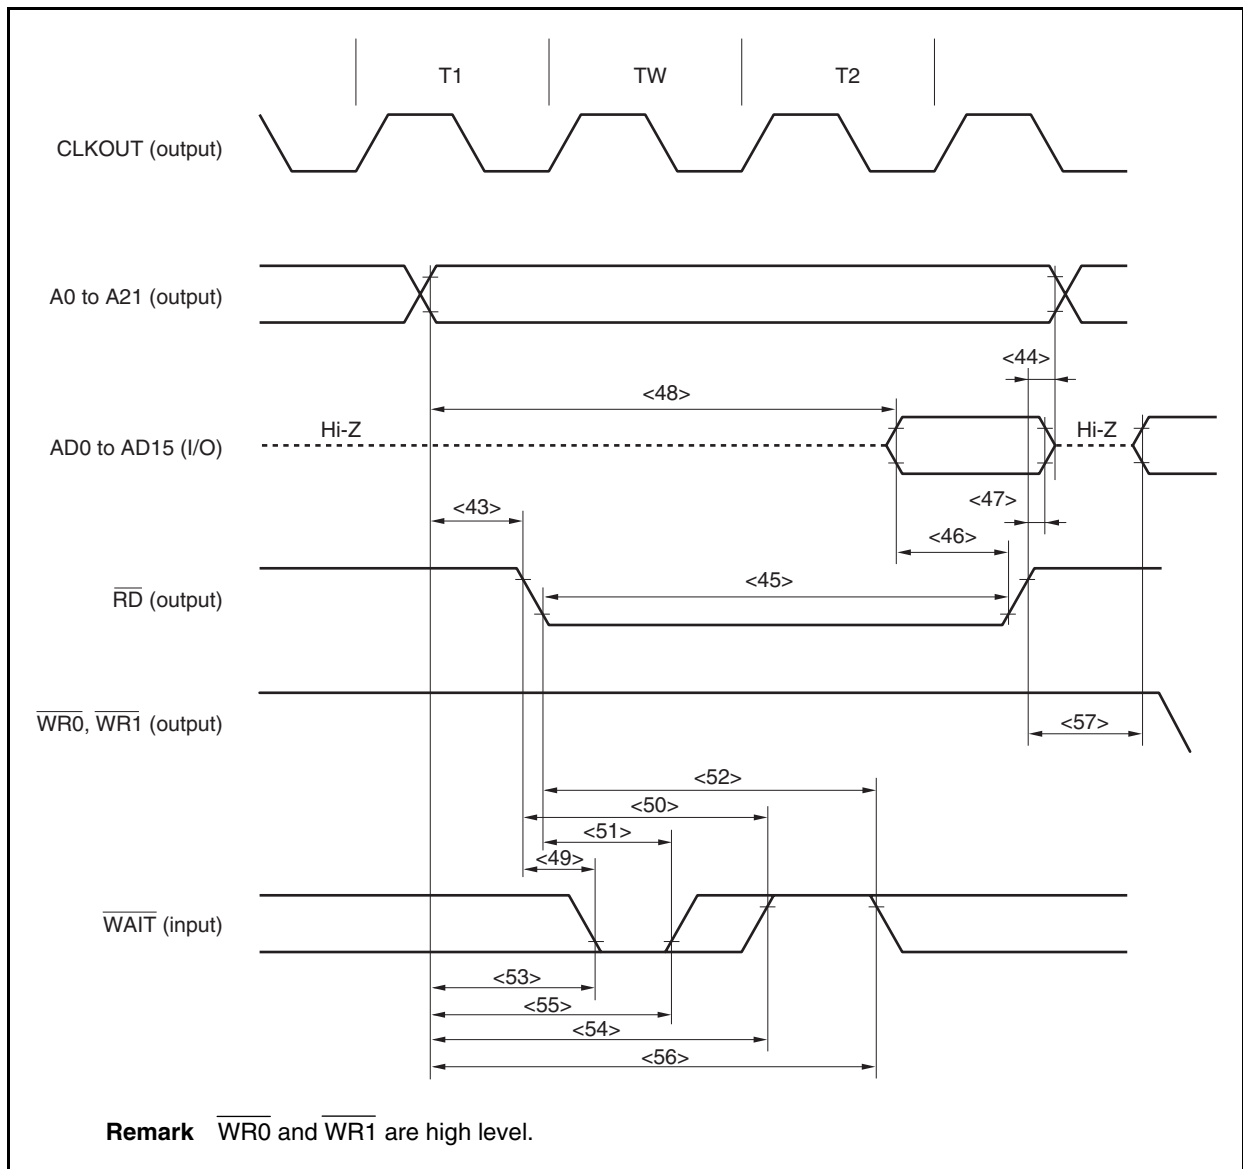 T1 TW T2
CLKOUT (output)
A0 to A21 (output)
<44>
<48>
Hi-Z Hi-Z
AD0 to AD15 (I/O)
<43> <47>
<46>
<45>
RD (output)
WR0, WR1 (output)
<57>
<52>
<50>
<51>
<49>
WAIT (input)
<53>
<55>
<54>
<56>
Remark WR0 and WR1 are high level.